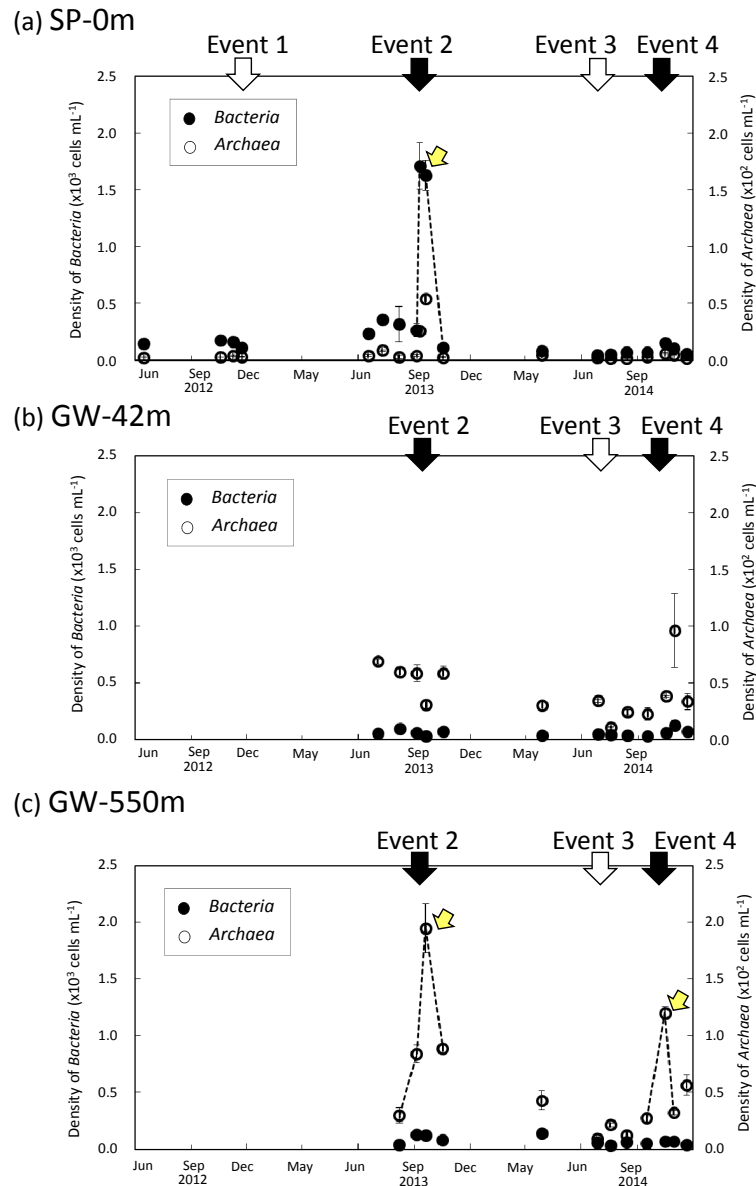 (a) SP-0m
Event 1 Event 2 Event 3 Event 4
Density of Bacteria (x10³ cells mL⁻¹)
2.5
2.0
1.5
1.0
0.5
0.0
Bacteria
Archaea
2.5
2.0
1.5
1.0
0.5
0.0
Density of Archaea (x10² cells mL⁻¹)
Jun Sep Dec May Jun Sep Dec May Jun Sep
2012 2013 2014
(b) GW-42m
Event 2 Event 3 Event 4
Density of Bacteria (x10³ cells mL⁻¹)
2.5
2.0
1.5
1.0
0.5
0.0
Bacteria
Archaea
2.5
2.0
1.5
1.0
0.5
0.0
Density of Archaea (x10² cells mL⁻¹)
Jun Sep Dec May Jun Sep Dec May Jun Sep
2012 2013 2014
(c) GW-550m
Event 2 Event 3 Event 4
Density of Bacteria (x10³ cells mL⁻¹)
2.5
2.0
1.5
1.0
0.5
0.0
Bacteria
Archaea
2.5
2.0
1.5
1.0
0.5
0.0
Density of Archaea (x10² cells mL⁻¹)
Jun Sep Dec May Jun Sep Dec May Jun Sep
2012 2013 2014